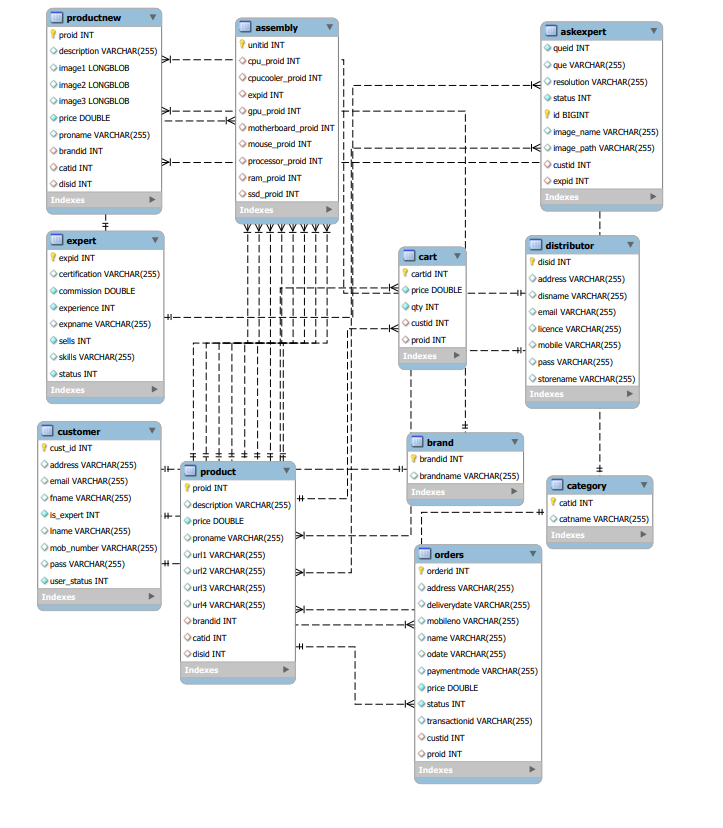 productnew
proid INT
description VARCHAR(255)
image1 LONGBLOB
image2 LONGBLOB
image3 LONGBLOB
price DOUBLE
proname VARCHAR(255)
brandid INT
catid INT
disid INT
Indexes
assembly
unitid INT
cpu_proid INT
cpucooler_proid INT
expid INT
gpu_proid INT
motherboard_proid INT
mouse_proid INT
processor_proid INT
ram_proid INT
ssd_proid INT
Indexes
askexpert
queid INT
que VARCHAR(255)
resolution VARCHAR(255)
status INT
id BIGINT
image_name VARCHAR(255)
image_path VARCHAR(255)
custid INT
expid INT
Indexes
expert
expid INT
certification VARCHAR(255)
commission DOUBLE
experience INT
expname VARCHAR(255)
sells INT
skills VARCHAR(255)
status INT
Indexes
cart
cartid INT
price DOUBLE
qty INT
custid INT
proid INT
Indexes
distributor
disid INT
address VARCHAR(255)
disname VARCHAR(255)
email VARCHAR(255)
licence VARCHAR(255)
mobile VARCHAR(255)
pass VARCHAR(255)
storename VARCHAR(255)
Indexes
customer
cust_id INT
address VARCHAR(255)
email VARCHAR(255)
fname VARCHAR(255)
is_expert INT
lname VARCHAR(255)
mob_number VARCHAR(255)
pass VARCHAR(255)
user_status INT
Indexes
product
proid INT
description VARCHAR(255)
price DOUBLE
proname VARCHAR(255)
url1 VARCHAR(255)
url2 VARCHAR(255)
url3 VARCHAR(255)
url4 VARCHAR(255)
brandid INT
catid INT
disid INT
Indexes
brand
brandid INT
brandname VARCHAR(255)
Indexes
category
catid INT
catname VARCHAR(255)
Indexes
orders
orderid INT
address VARCHAR(255)
deliverydate VARCHAR(255)
mobileno VARCHAR(255)
name VARCHAR(255)
odate VARCHAR(255)
paymentmode VARCHAR(255)
price DOUBLE
status INT
transactionid VARCHAR(255)
custid INT
proid INT
Indexes